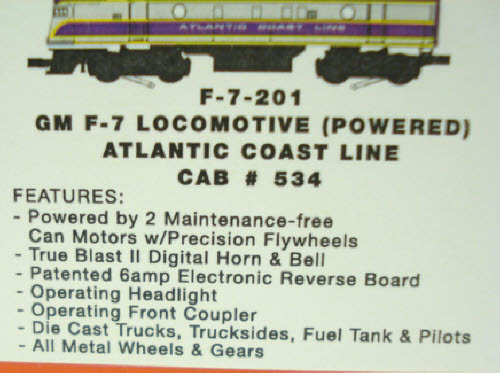 ATLANTIC COAST LINE
F-7-201
GM F-7 LOCOMOTIVE (POWERED)
ATLANTIC COAST LINE
CAB # 534
FEATURES:
- Powered by 2 Maintenance-free
Can Motors w/Precision Flywheels
- True Blast II Digital Horn & Bell
- Patented 6amp Electronic Reverse Board
- Operating Headlight
- Operating Front Coupler
- Die Cast Trucks, Trucksides, Fuel Tank & Pilots
- All Metal Wheels & Gears